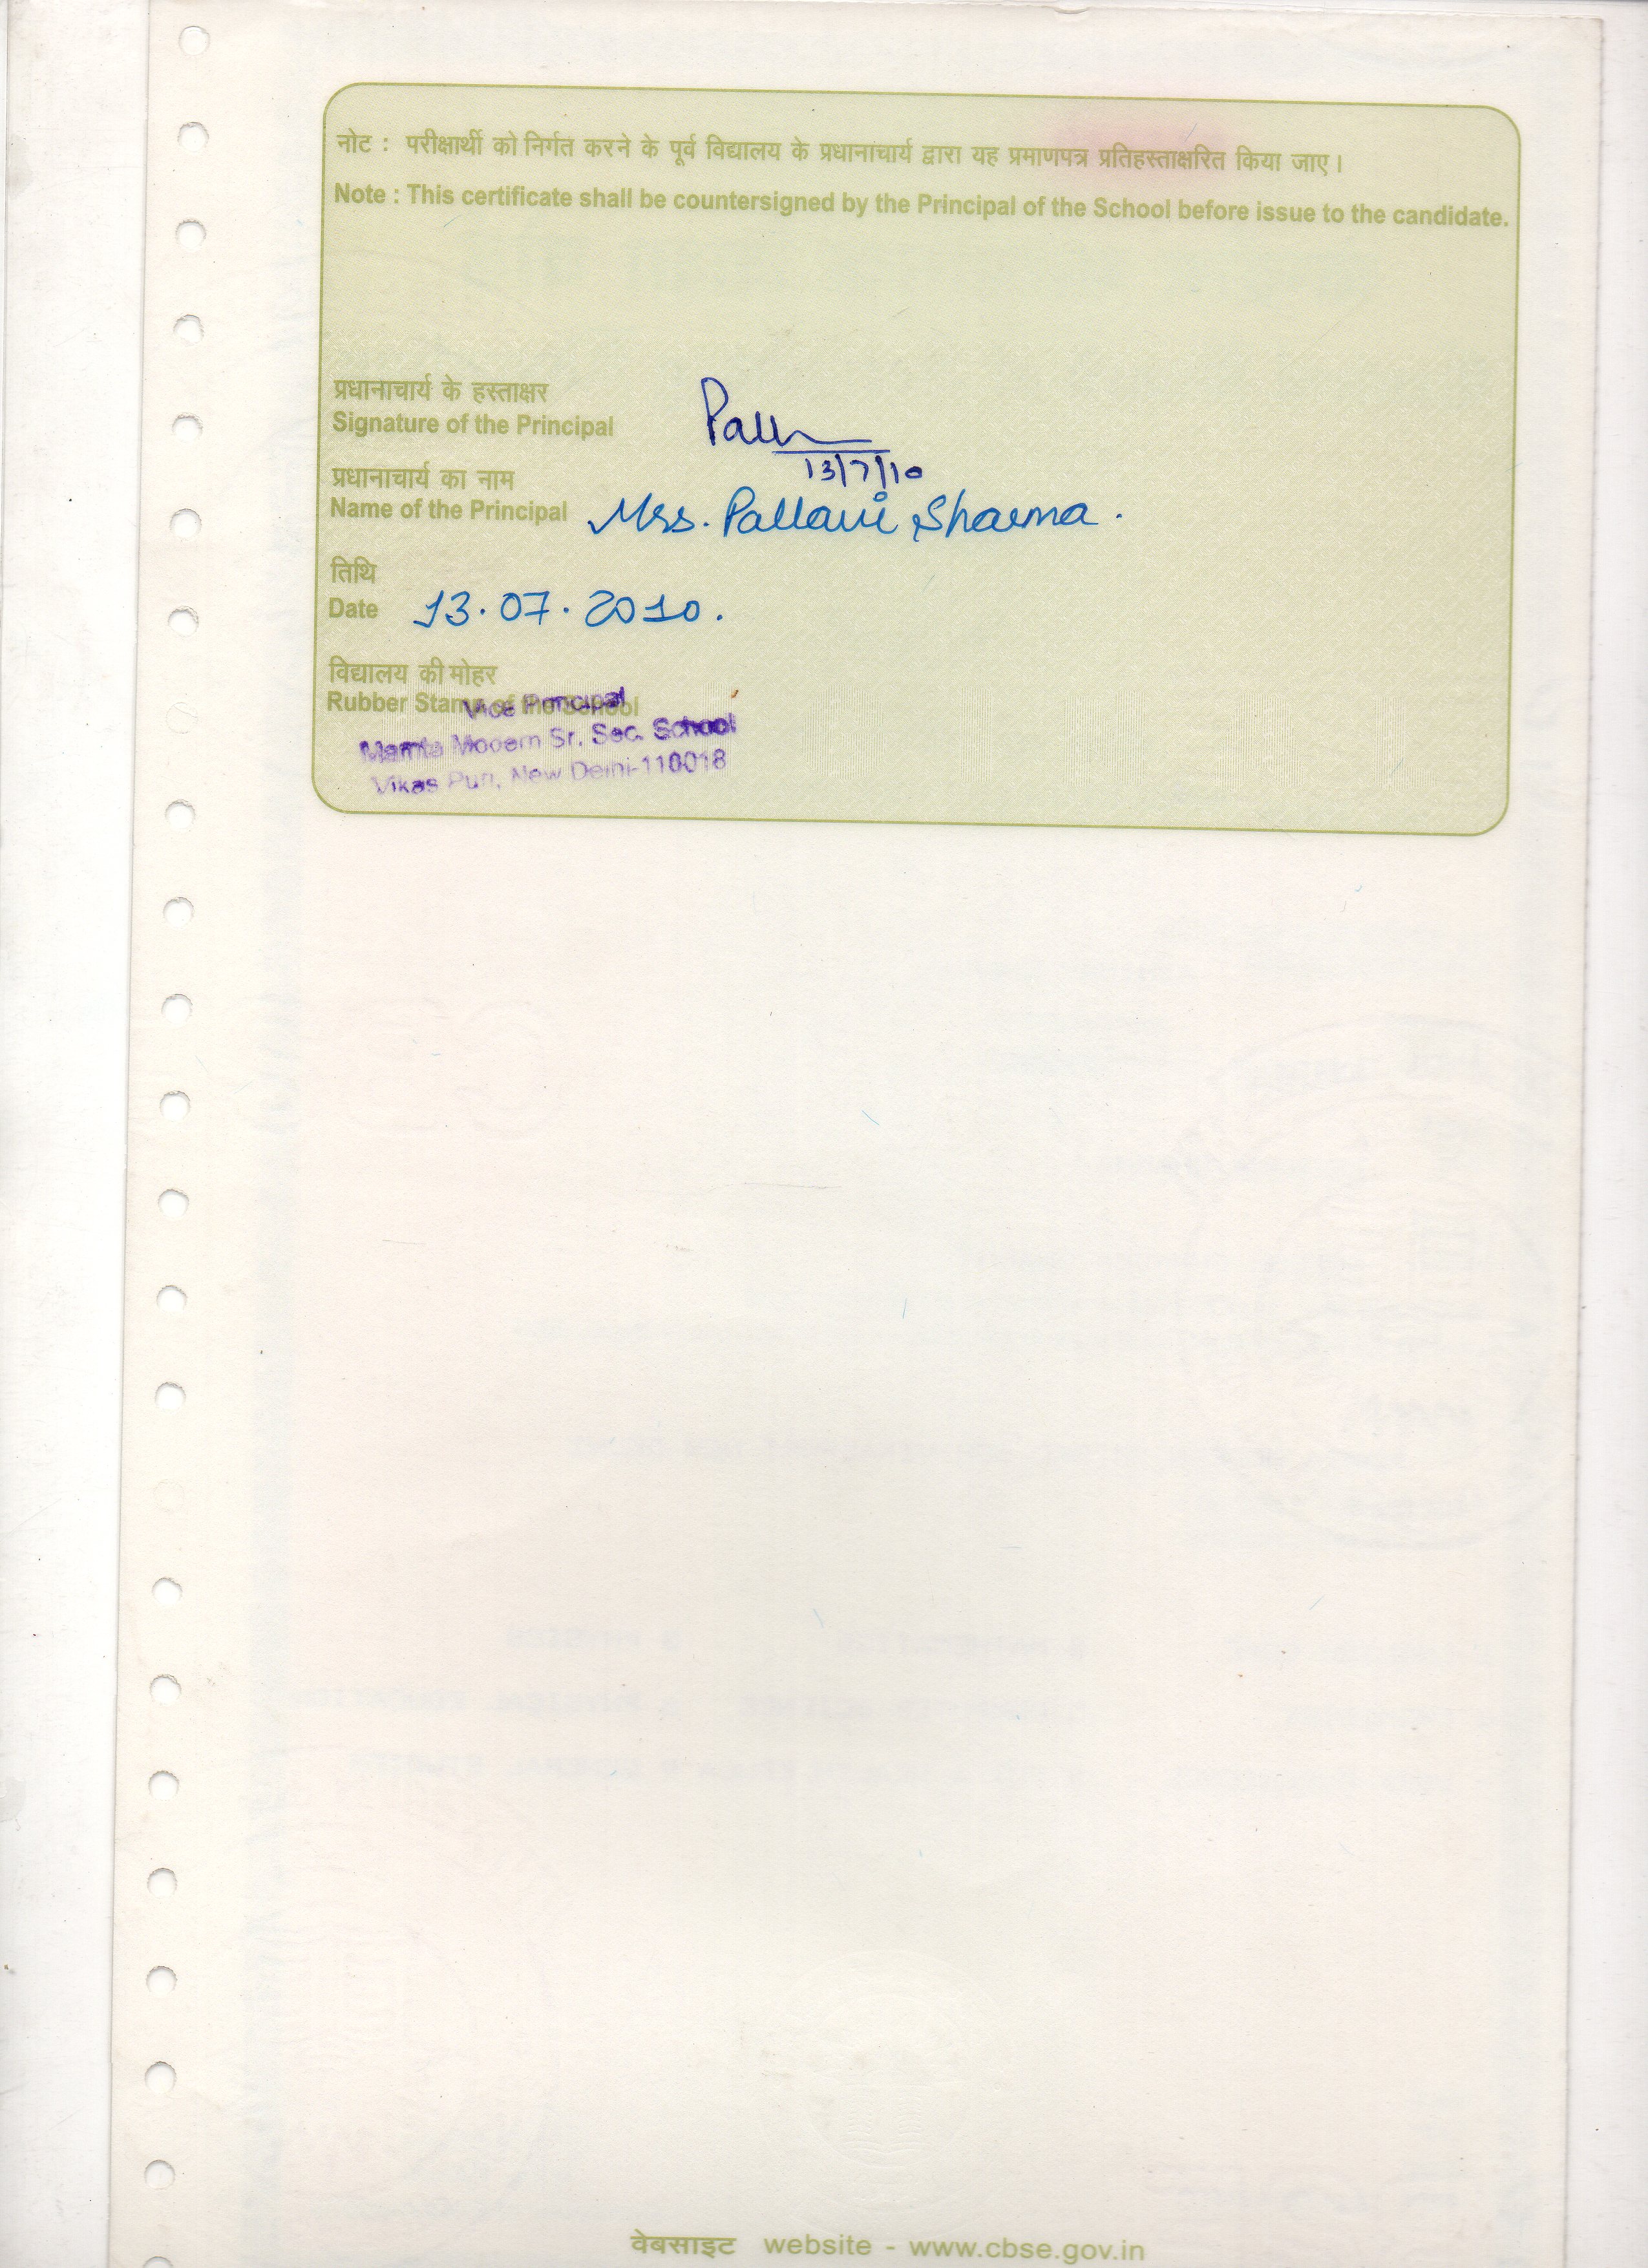 नोट : परीक्षार्थी को निर्गत करने के पूर्व विद्यालय के प्रधानाचार्य द्वारा यह प्रमाणपत्र प्रतिहस्ताक्षरित किया जाए।
Note : This certificate shall be countersigned by the Principal of the School before issue to the candidate.
प्रधानाचार्य के हस्ताक्षर
Signature of the Principal
13/7/10
प्रधानाचार्य का नाम
Name of the Principal Mrs. Pallavi Sharma.
तिथि
Date 13.07.2010.
विद्यालय की मोहर
Rubber Stamp of the School
Vice Principal
Mamta Modern Sr. Sec. School
Vikas Puri, New Delhi-110018
वेबसाइट website - www.cbse.gov.in